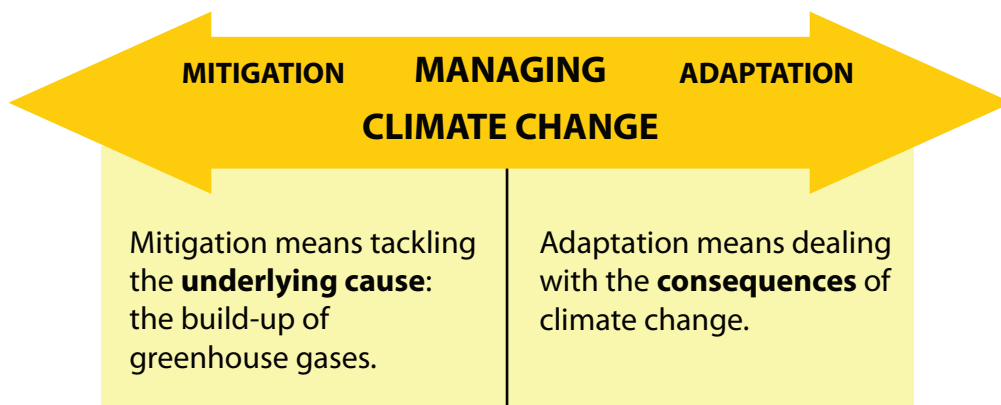 MITIGATION MANAGING ADAPTATION
CLIMATE CHANGE
Mitigation means tackling
the underlying cause:
the build-up of
greenhouse gases.
Adaptation means dealing
with the consequences of
climate change.